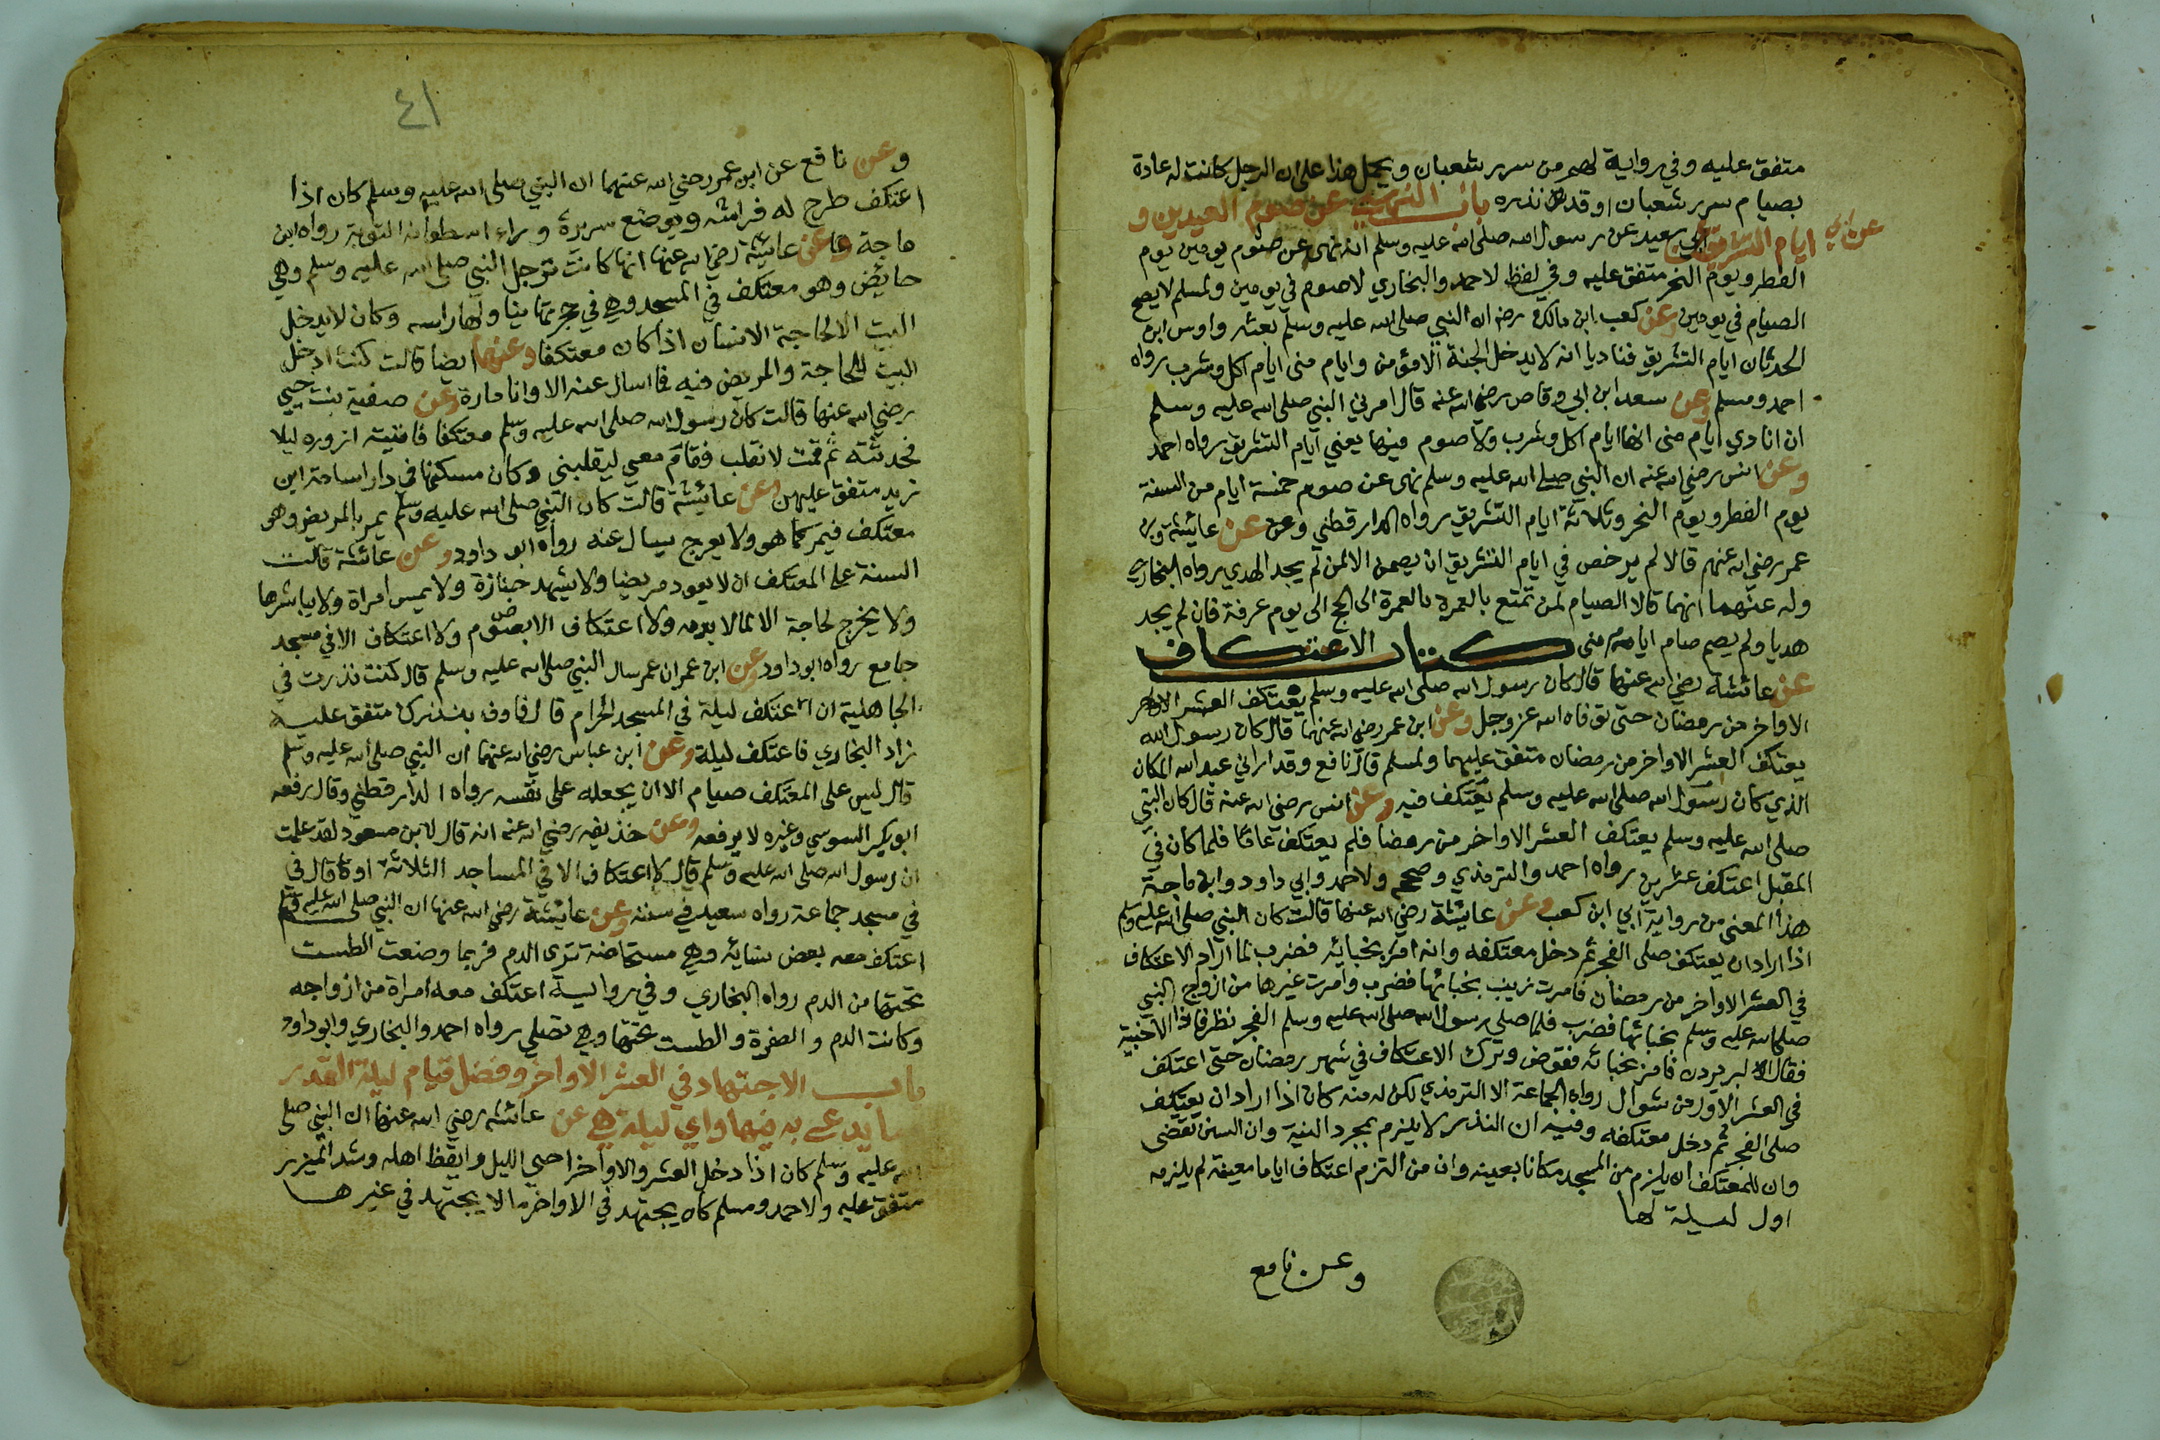 متفق عليه وفي رواية لهم من سرر شعبان ويحمل هذا على ان الرجل كانت له عادة
بصيام سرر شعبان او قد نذره باب النهي عن صوم العيدين و
ايام التشريق عن ابي سعيد عن رسول الله صلى الله عليه وسلم انه نهى عن صوم يومين يوم
الفطر ويوم النحر متفق عليه وفي لفظ لاحمد والبخاري لا صوم في يومين ولمسلم لا يصح
الصيام في يومين وعن كعب ابن مالك رضي ان النبي صلى الله عليه وسلم بعثه واوس ابن
الحدثان ايام التشريق فناديا انه لا يدخل الجنة الا مؤمن وايام منى ايام اكل وشرب رواه
احمد ومسلم وعن سعد ابن ابي وقاص رضي الله عنه قال امرني النبي صلى الله عليه وسلم
ان انادي ايام منى انها ايام اكل وشرب ولا صوم فيها يعني ايام التشريق رواه احمد
وعن انس رضي الله عنه ان النبي صلى الله عليه وسلم نهى عن صوم خمسة ايام من السنة
يوم الفطر ويوم النحر وثلاثة ايام التشريق رواه الدارقطني وعن عن عائشة وابن
عمر رضي الله عنهم قالا لم يرخص في ايام التشريق ان يصمن الا لمن لم يجد الهدي رواه البخاري
وله عنهما انهما قالا الصيام لمن تمتع بالعمرة بالعمرة الى الحج الى يوم عرفة فان لم يجد
هديا ولم يصم صام ايام منى كتاب الاعتكاف
عن عائشة رضي الله عنها قال كان رسول الله صلى الله عليه وسلم يعتكف العشر
الاواخر من رمضان حتى توفاه الله عز وجل وعن ابن عمر رضي الله عنهما قال كان رسول الله
يعتكف العشر الاواخر من رمضان متفق عليهما ولمسلم قال نافع وقد اراني عبد الله المكان
الذي كان رسول الله صلى الله عليه وسلم يعتكف فيه وعن انس رضي الله عنه قال كان النبي
صلى الله عليه وسلم يعتكف العشر الاواخر من رمضا فلم يعتكف عاما فلما كان في
المقبل اعتكف عشرين رواه احمد والترمذي وصححه ولاحمد وابي داود وابن ماجة
هذا المعنى من رواية ابي ابن كعب وعن عائشة رضي الله عنها قالت كان النبي صلى الله عليه وسلم
اذا اراد ان يعتكف صلى الفجر ثم دخل معتكفه وانه امر بخبائه فضرب لما اراد الاعتكاف
في العشر الاواخر من رمضان فامرت زينب بخبائها فضرب وامرت غيرها من ازواج النبي
صلى الله عليه وسلم بخبائها فضرب فلما صلى رسول الله صلى الله عليه وسلم الفجر نظر فاذا الاخبية
فقال البر يردن فامر بخبائه فقوض وترك الاعتكاف في شهر رمضان حتى اعتكف
في العشر الاول من شوال رواه الجماعة الا الترمذي لكن له منه كان اذا اراد ان يعتكف
صلى الفجر ثم دخل معتكفه وفيه ان النذر لا يلزم بمجرد النية وان السنن تقضى
وان للمعتكف ان يلزم من المسجد مكانا بعينه وان من التزم اعتكاف اياما معينة لم يلزمه
اول ليلة لها
وعن نافع
٤١
وعن نافع عن ابن عمر رضي الله عنهما ان النبي صلى الله عليه وسلم كان اذا
اعتكف طرح له فراشه ويوضع سريره وراء اسطوانة التوبة رواه ابن
ماجة وعن عائشة رضي الله عنها انها كانت ترجل النبي صلى الله عليه وسلم وهي
حائض وهو معتكف في المسجد وهي في حجرتها يناولها راسه وكان لا يدخل
البيت الا لحاجة الانسان اذا كان معتكفا وعنها ايضا قالت كنت ادخل
البيت للحاجة والمريض فيه فما اسال عنه الا وانا مارة وعن صفية بنت حيي
رضي الله عنها قالت كان رسول الله صلى الله عليه وسلم معتكفا فاتيته ازوره ليلا
فحدثته ثم قمت لانقلب فقام معي ليقلبني وكان مسكنها في دار اسامة ابن
زيد متفق عليهن وعن عائشة قالت كان النبي صلى الله عليه وسلم يمر بالمريض وهو
معتكف فيمر كما هو ولا يعرج يسال عنه رواه ابو داود وعن عائشة قالت
السنة على المعتكف ان لا يعود مريضا ولا يشهد جنازة ولا يمس امراة ولا يباشرها
ولا يخرج لحاجة الا لما لا بد منه ولا اعتكاف الا بصوم ولا اعتكاف الا في مسجد
جامع رواه ابو داود وعن ابن عمر ان عمر سال النبي صلى الله عليه وسلم قال كنت نذرت في
الجاهلية ان اعتكف ليلة في المسجد الحرام قال فاوف بنذرك متفق عليه
زاد البخاري فاعتكف ليلة وعن ابن عباس رضي الله عنهما ان النبي صلى الله عليه وسلم
قال ليس على المعتكف صيام الا ان يجعله على نفسه رواه الدارقطني وقال رفعه
ابو بكر السوسي وغيره لا يرفعه وعن حذيفه رضي الله عنه انه قال لابن مسعود لقد علمت
ان رسول الله صلى الله عليه وسلم قال لا اعتكاف الا في المساجد الثلاثة او قال في
في مسجد جماعة رواه سعيد في سننه وعن عائشة رضي الله عنها ان النبي صلى الله عليه وسلم
اعتكف معه بعض نسائه وهي مستحاضة ترى الدم فربما وضعت الطست
تحتها من الدم رواه البخاري وفي رواية اعتكف معه امراة من ازواجه
وكانت الدم والصفرة والطست تحتها وهي تصلي رواه احمد والبخاري وابو داود
باب الاجتهاد في العشر الاواخر وفضل قيام ليلة القدر
وما يدعى به فيها واي ليلة هي عن عائشة رضي الله عنها ان النبي صلى
الله عليه وسلم كان اذا دخل العشر والاواخر احيي الليل وايقظ اهله وشد الميزر
متفق عليه ولاحمد ومسلم كان يجتهد في الاواخر ما لا يجتهد في غيرها